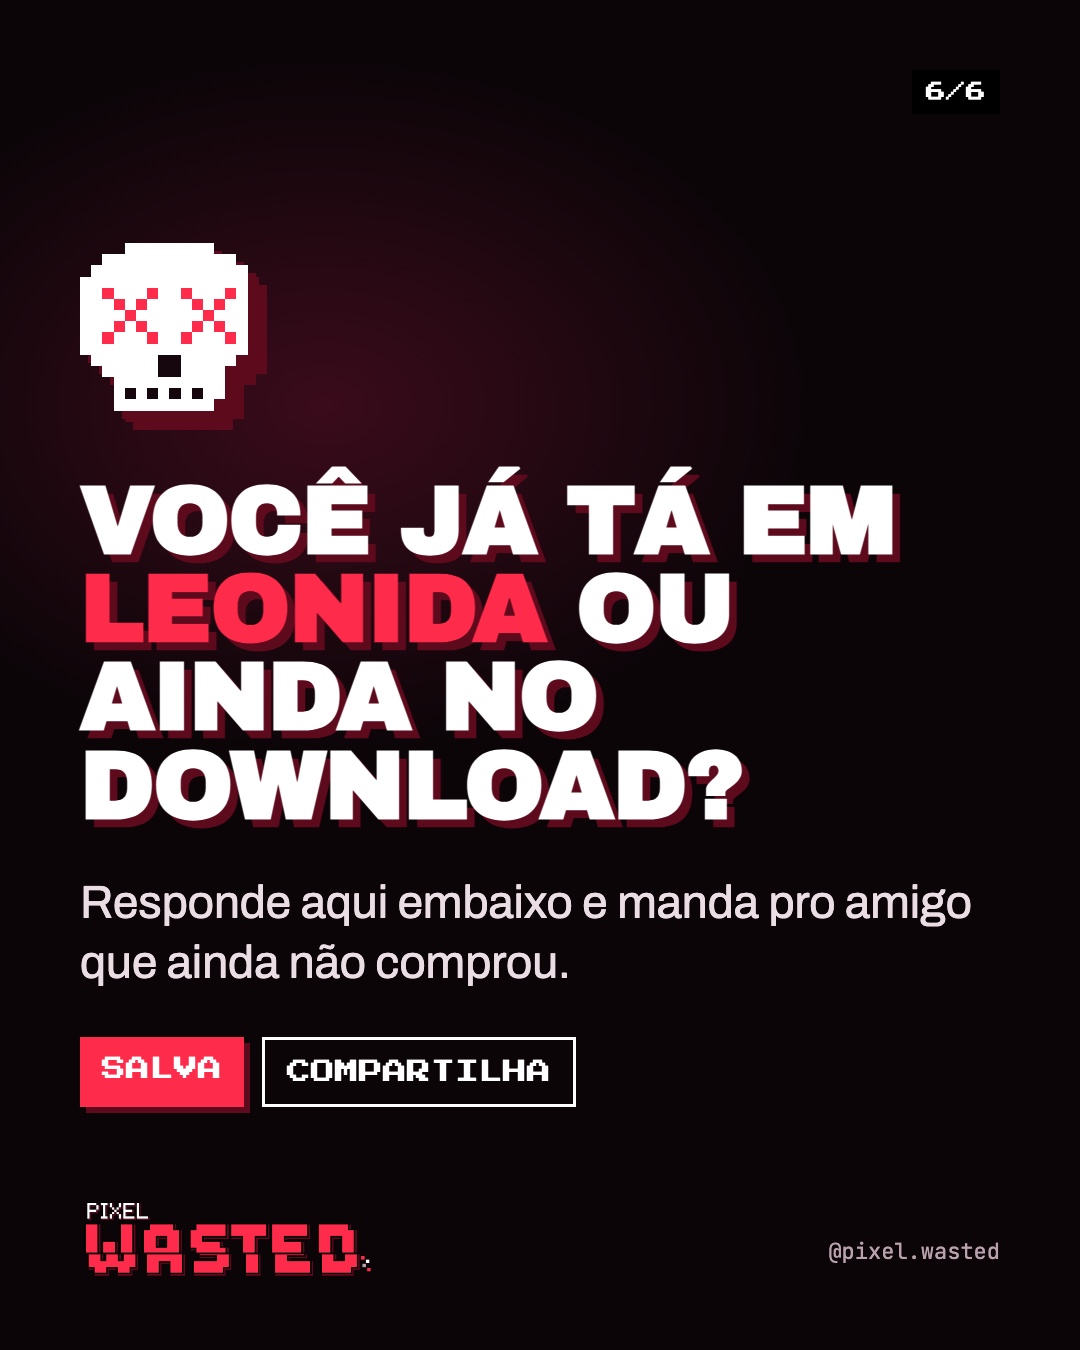 6/6
VOCÊ JÁ TÁ EM
LEONIDA OU
AINDA NO
DOWNLOAD?
Responde aqui embaixo e manda pro amigo
que ainda não comprou.
SALVA
COMPARTILHA
PIXEL
WASTED
@pixel.wasted